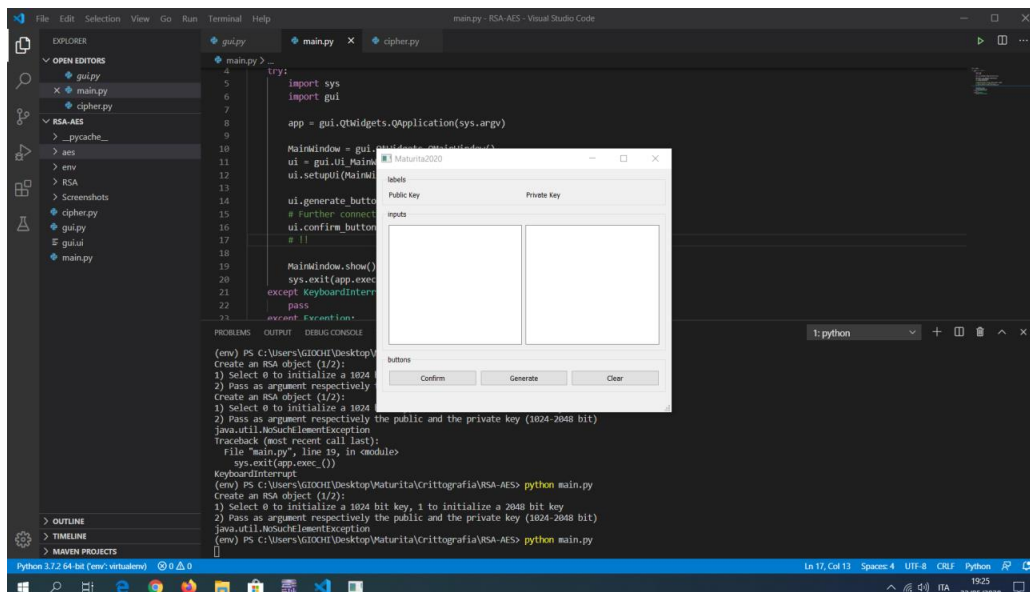 File Edit Selection View Go Run Terminal Help
main.py - RSA-AES - Visual Studio Code
EXPLORER
OPEN EDITORS
gui.py
main.py
cipher.py
RSA-AES
__pycache__
aes
env
RSA
Screenshots
cipher.py
gui.py
gui.ui
main.py
OUTLINE
TIMELINE
MAVEN PROJECTS
gui.py main.py cipher.py
main.py > ...
4 try:
5 import sys
6 import gui
7
8 app = gui.QtWidgets.QApplication(sys.argv)
9
10 MainWindow = gui.QtWidgets.QMainWindow()
11 ui = gui.Ui_MainW
12 ui.setupUi(MainWi
13
14 ui.generate_butto
15 # Further connect
16 ui.confirm_button
17 # !!
18
19 MainWindow.show()
20 sys.exit(app.exec
21 except KeyboardInterr
22 pass
23 except Exception:
Maturita2020
labels
Public Key Private Key
inputs
buttons
Confirm Generate Clear
PROBLEMS OUTPUT DEBUG CONSOLE
1: python
(env) PS C:\Users\GIOCHI\Desktop\
Create an RSA object (1/2):
1) Select 0 to initialize a 1024
2) Pass as argument respectively
Create an RSA object (1/2):
1) Select 0 to initialize a 1024
2) Pass as argument respectively the public and the private key (1024-2048 bit)
java.util.NoSuchElementException
Traceback (most recent call last):
File "main.py", line 19, in <module>
sys.exit(app.exec_())
KeyboardInterrupt
(env) PS C:\Users\GIOCHI\Desktop\Maturita\Crittografia\RSA-AES> python main.py
Create an RSA object (1/2):
1) Select 0 to initialize a 1024 bit key, 1 to initialize a 2048 bit key
2) Pass as argument respectively the public and the private key (1024-2048 bit)
java.util.NoSuchElementException
(env) PS C:\Users\GIOCHI\Desktop\Maturita\Crittografia\RSA-AES> python main.py
Python 3.7.2 64-bit ('env': virtualenv) 0 0
Ln 17, Col 13 Spaces: 4 UTF-8 CRLF Python
ITA
19:25